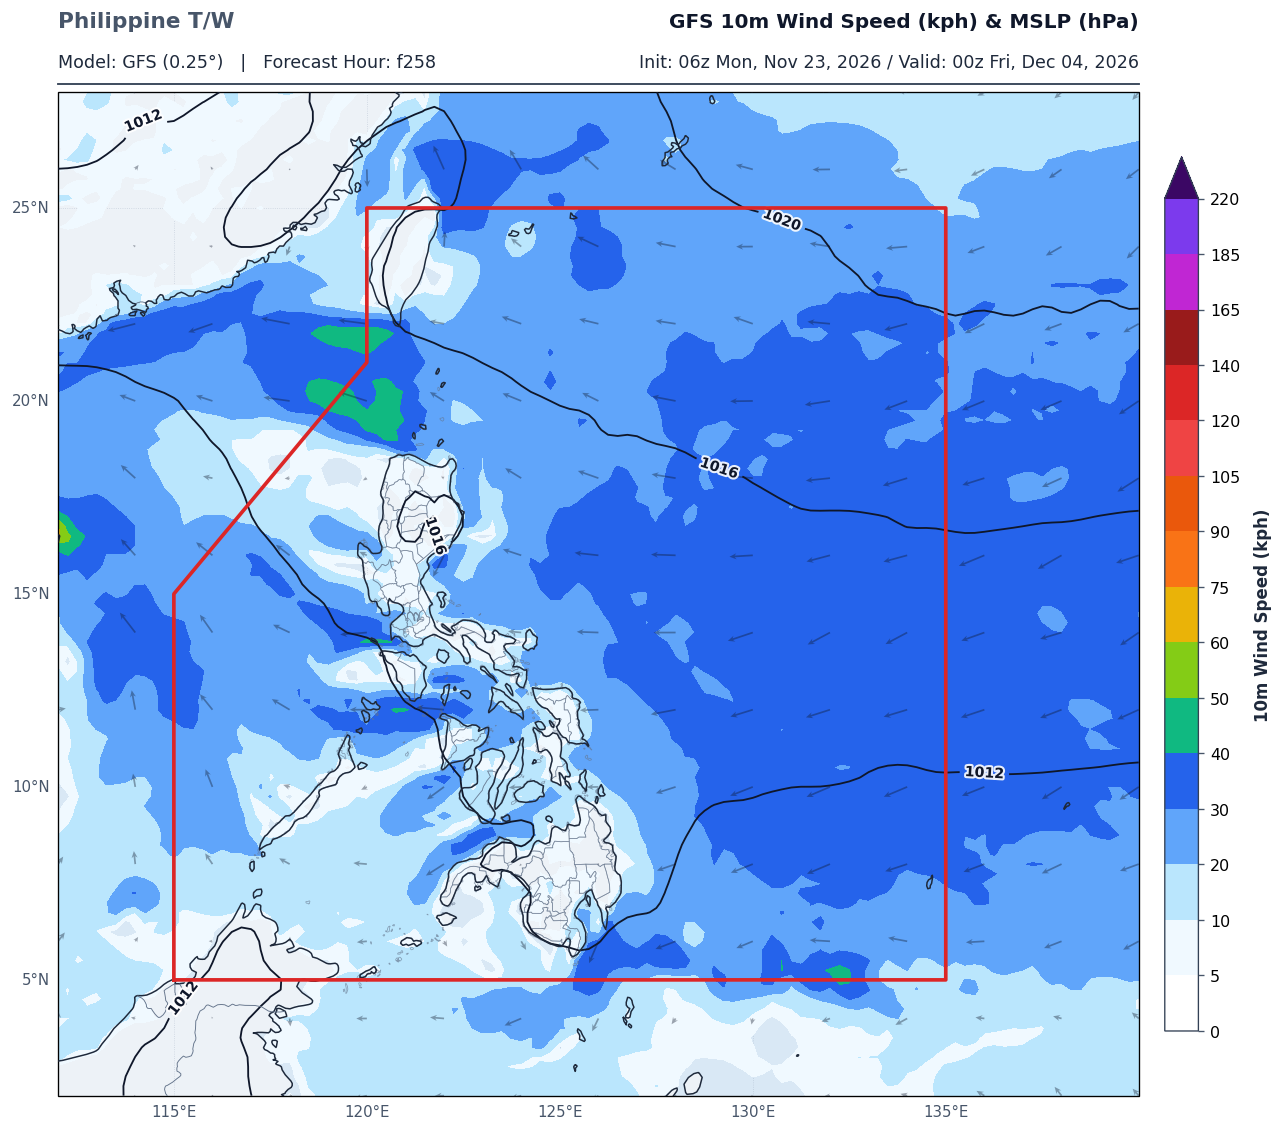 Philippine T/W
GFS 10m Wind Speed (kph) & MSLP (hPa)
Model: GFS (0.25°) | Forecast Hour: f258
Init: 06z Mon, Nov 23, 2026 / Valid: 00z Fri, Dec 04, 2026
1012
1020
1016
1016
1012
1012
25°N
20°N
15°N
10°N
5°N
115°E
120°E
125°E
130°E
135°E
220
185
165
140
120
105
90
75
60
50
40
30
20
10
5
0
10m Wind Speed (kph)